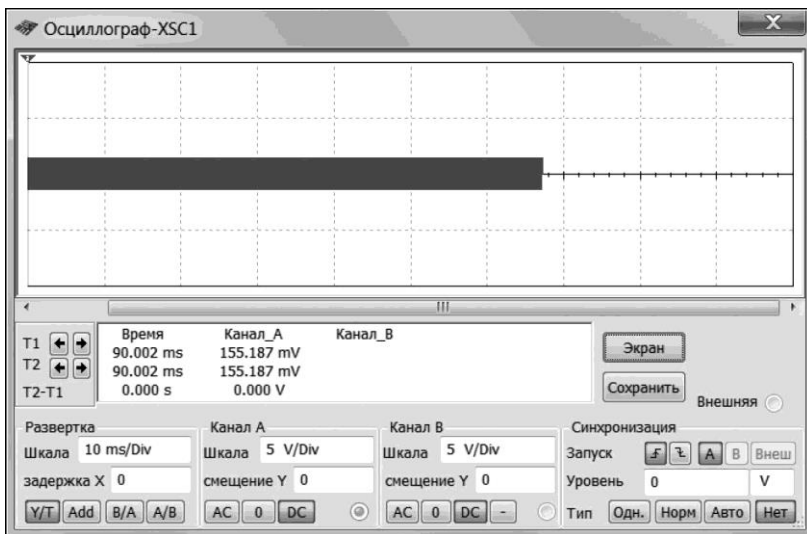 Осциллограф-XSC1
Время Канал_A Канал_B
T1 90.002 ms 155.187 mV
T2 90.002 ms 155.187 mV
T2-T1 0.000 s 0.000 V
Экран
Сохранить
Внешняя
Развертка
Шкала 10 ms/Div
задержка X 0
Y/T Add B/A A/B
Канал A
Шкала 5 V/Div
смещение Y 0
AC 0 DC
Канал B
Шкала 5 V/Div
смещение Y 0
AC 0 DC -
Синхронизация
Запуск A B Внеш
Уровень 0 V
Тип Одн. Норм Авто Нет